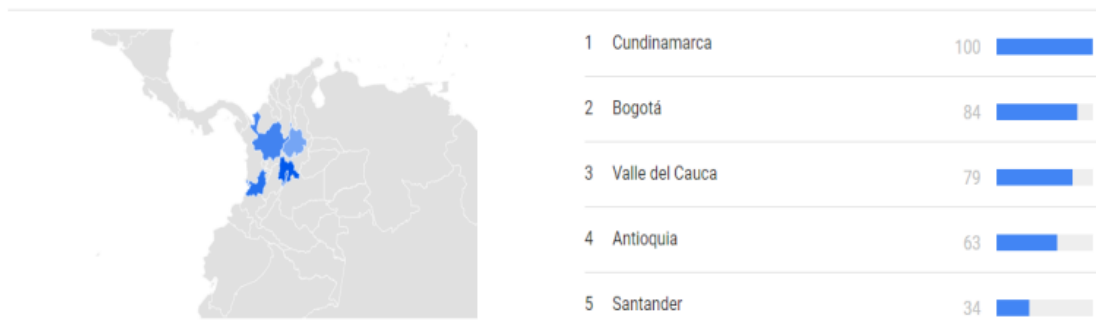 1 Cundinamarca 100
2 Bogotá 84
3 Valle del Cauca 79
4 Antioquia 63
5 Santander 34